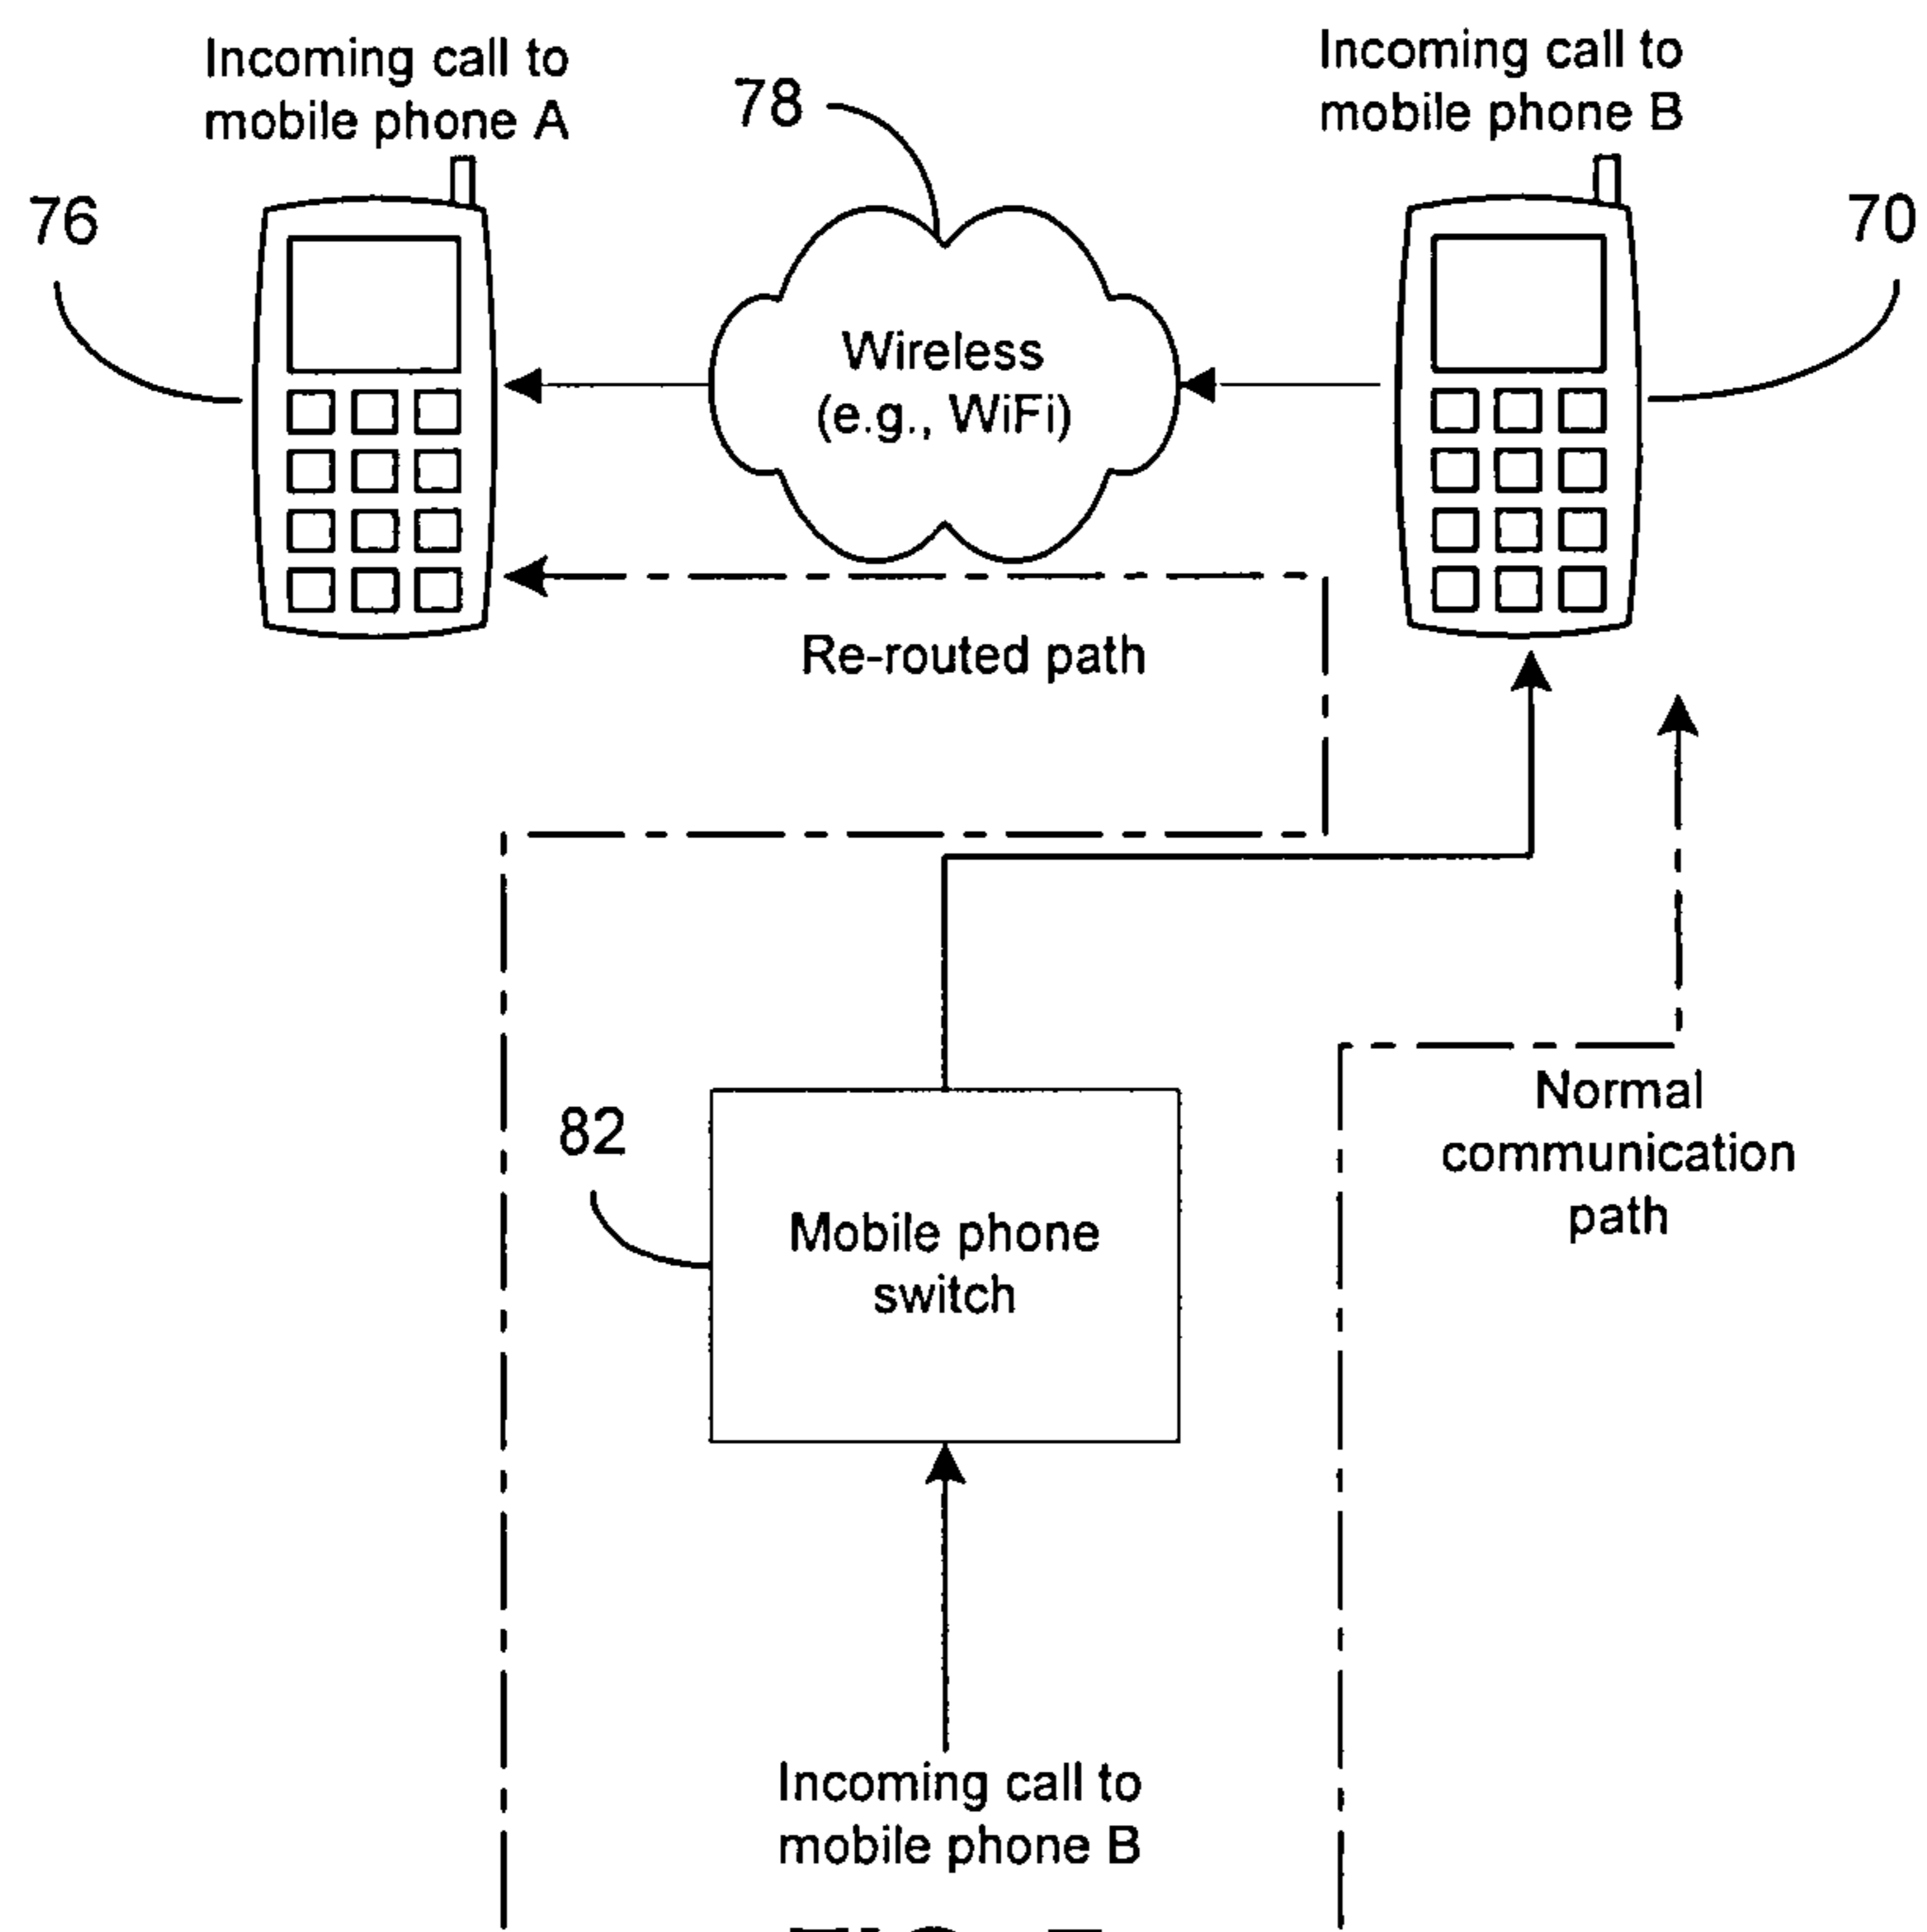 Incoming call to
mobile phone A
78
Incoming call to
mobile phone B
76
70
Wireless
(e.g., WiFi)
Re-routed path
Normal
communication
path
82
Mobile phone
switch
Incoming call to
mobile phone B